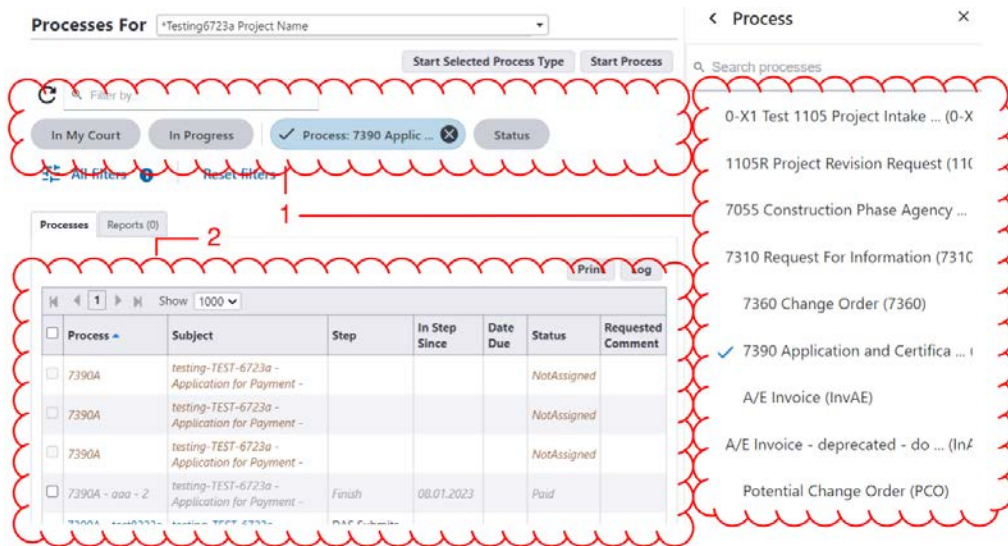 Processes For *Testing6723a Project Name
Start Selected Process Type Start Process
Filter by
In My Court In Progress Process: 7390 Applic ... Status
All filters Reset filters
1
Processes Reports (0)
2
Print Log
1 Show 1000
Process Subject Step In Step Since Date Due Status Requested Comment
7390A testing-TEST-6723a - Application for Payment - NotAssigned
7390A testing-TEST-6723a - Application for Payment - NotAssigned
7390A testing-TEST-6723a - Application for Payment - NotAssigned
7390A - aaa - 2 testing-TEST-6723a - Application for Payment - Finish 08.01.2023 Paid
testing-TEST-6723a DAS Submits
Process
Search processes
0-X1 Test 1105 Project Intake ... (0-X
1105R Project Revision Request (110
7055 Construction Phase Agency ...
7310 Request For Information (7310
7360 Change Order (7360)
7390 Application and Certifica ... (
A/E Invoice (InvAE)
A/E Invoice - deprecated - do ... (InA
Potential Change Order (PCO)